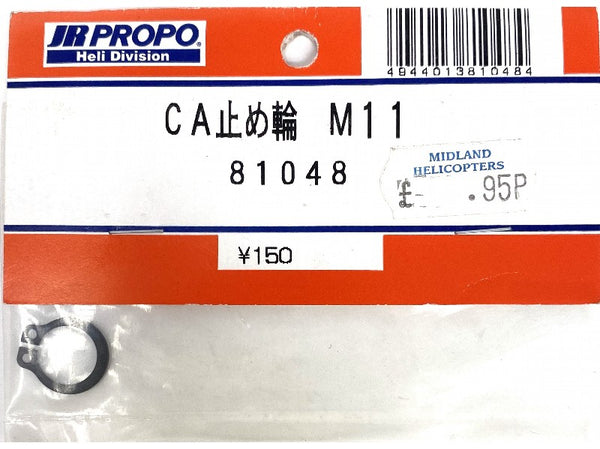 JR PROPO®
Heli Division
4944013810484
CA止め輪 M11
81048
MIDLAND
HELICOPTERS
£ .95P
¥150